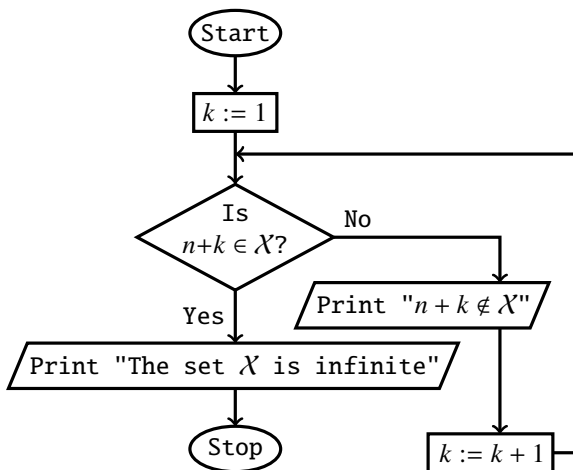 Start
k := 1
Is
n+k ∈ X?
No
Print "n + k ∉ X"
Yes
Print "The set X is infinite"
Stop
k := k + 1